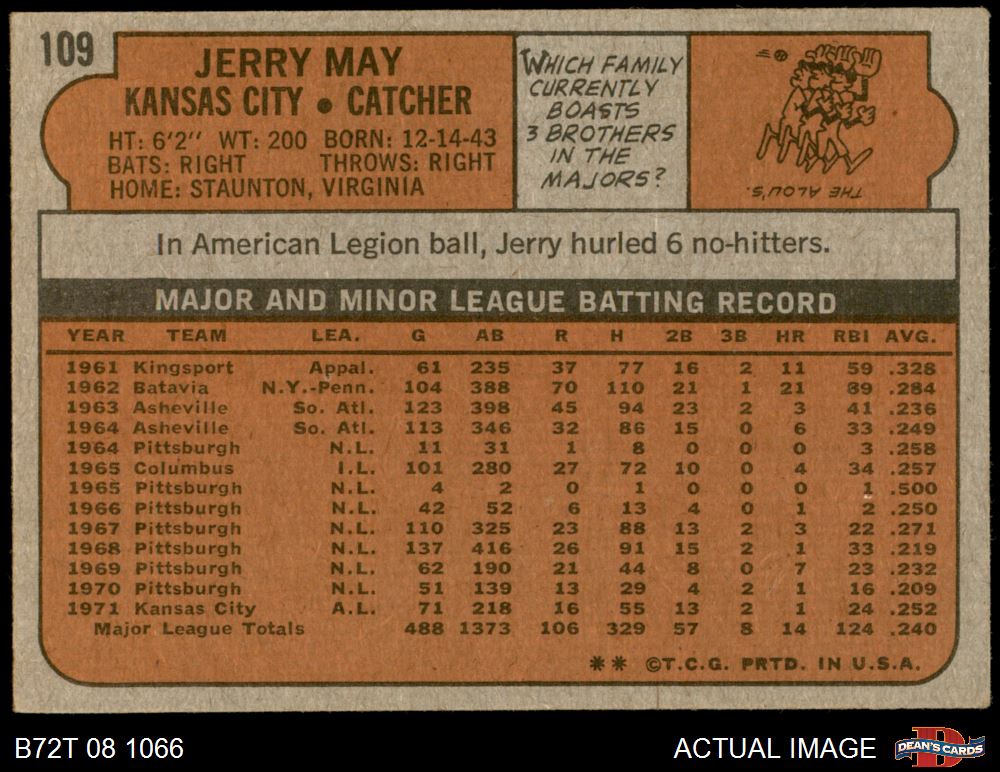 109
JERRY MAY
KANSAS CITY • CATCHER
HT: 6'2" WT: 200 BORN: 12-14-43
BATS: RIGHT THROWS: RIGHT
HOME: STAUNTON, VIRGINIA
WHICH FAMILY
CURRENTLY
BOASTS
3 BROTHERS
IN THE
MAJORS?
THE ALOU'S.
In American Legion ball, Jerry hurled 6 no-hitters.
MAJOR AND MINOR LEAGUE BATTING RECORD
YEAR TEAM LEA. G AB R H 2B 3B HR RBI AVG.
1961 Kingsport Appal. 61 235 37 77 16 2 11 59 .328
1962 Batavia N.Y.-Penn. 104 388 70 110 21 1 21 89 .284
1963 Asheville So. Atl. 123 398 45 94 23 2 3 41 .236
1964 Asheville So. Atl. 113 346 32 86 15 0 6 33 .249
1964 Pittsburgh N.L. 11 31 1 8 0 0 0 3 .258
1965 Columbus I.L. 101 280 27 72 10 0 4 34 .257
1965 Pittsburgh N.L. 4 2 0 1 0 0 0 1 .500
1966 Pittsburgh N.L. 42 52 6 13 4 0 1 2 .250
1967 Pittsburgh N.L. 110 325 23 88 13 2 3 22 .271
1968 Pittsburgh N.L. 137 416 26 91 15 2 1 33 .219
1969 Pittsburgh N.L. 62 190 21 44 8 0 7 23 .232
1970 Pittsburgh N.L. 51 139 13 29 4 2 1 16 .209
1971 Kansas City A.L. 71 218 16 55 13 2 1 24 .252
Major League Totals 488 1373 106 329 57 8 14 124 .240
** ©T.C.G. PRTD. IN U.S.A.
B72T 08 1066
ACTUAL IMAGE
D
DEAN'S CARDS